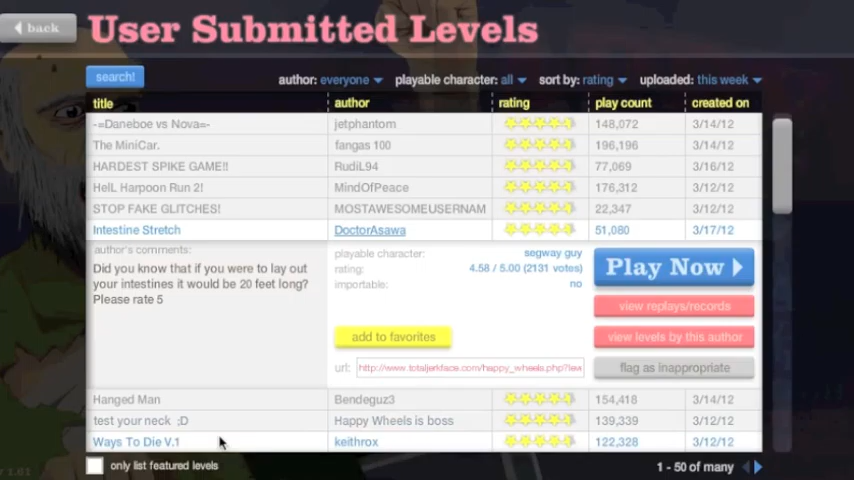 back
User Submitted Levels
search!
author: everyone playable character: all sort by: rating uploaded: this week
title author rating play count created on
-=Daneboe vs Nova=- jetphantom 148,072 3/14/12
The MiniCar. fangas 100 196,196 3/14/12
HARDEST SPIKE GAME!! RudiL94 77,069 3/16/12
HelL Harpoon Run 2! MindOfPeace 176,312 3/12/12
STOP FAKE GLITCHES! MOSTAWESOMEUSERNAM 22,347 3/12/12
Intestine Stretch DoctorAsawa 51,080 3/17/12
author's comments:
Did you know that if you were to lay out
your intestines it would be 20 feet long?
Please rate 5
playable character: segway guy
rating: 4.58 / 5.00 (2131 votes)
importable: no
add to favorites
url: http://www.totaljerkface.com/happy_wheels.php?lev
Play Now
view replays/records
view levels by this author
flag as inappropriate
Hanged Man Bendeguz3 154,418 3/14/12
test your neck ;D Happy Wheels is boss 139,339 3/12/12
Ways To Die V.1 keithrox 122,328 3/12/12
only list featured levels 1 - 50 of many